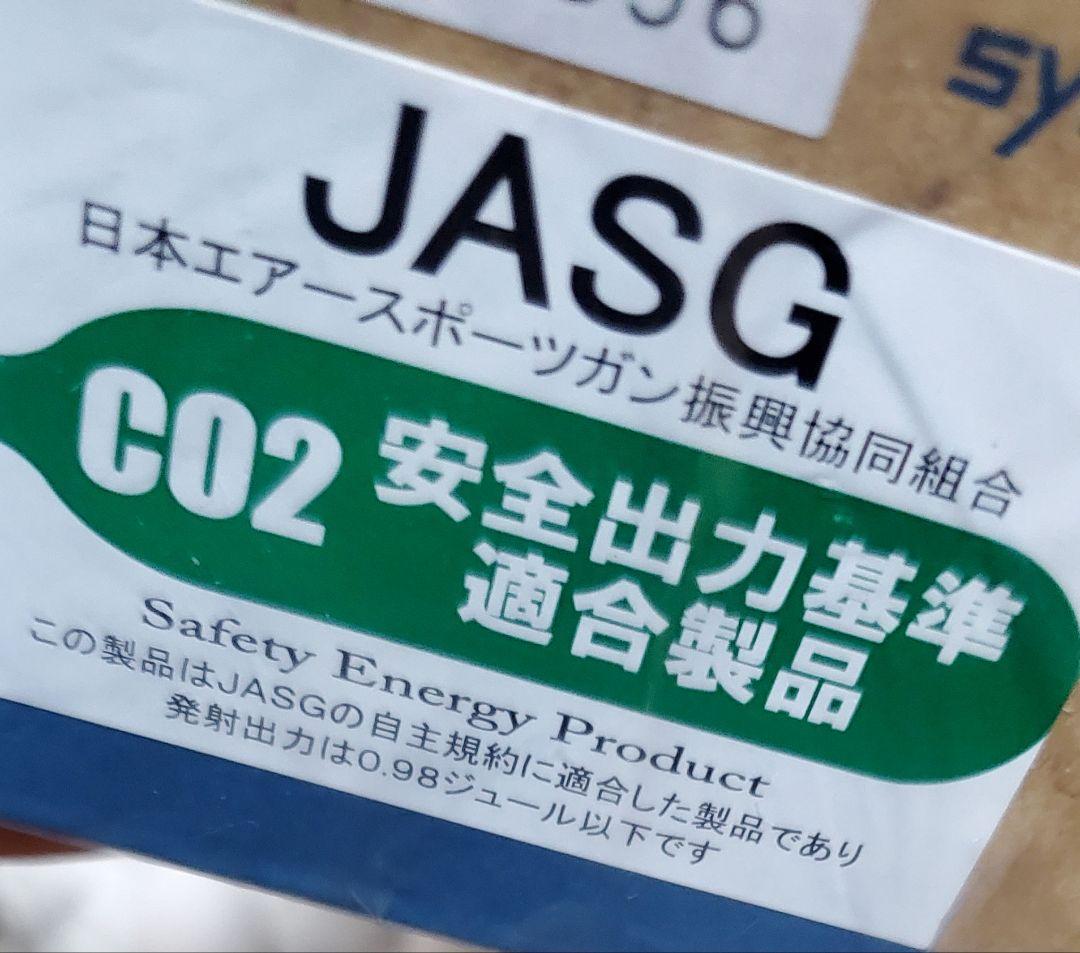 JASG
日本エアースポーツガン振興協同組合
CO2 安全出力基準
適合製品
Safety Energy Product
この製品はJASGの自主規約に適合した製品であり
発射出力は0.98ジュール以下です